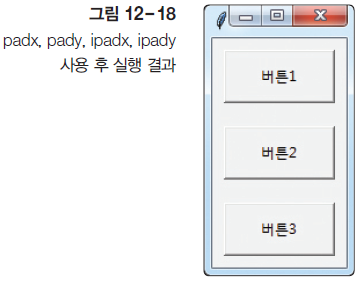 그림 12-18
padx, pady, ipadx, ipady
사용 후 실행 결과
버튼1
버튼2
버튼3